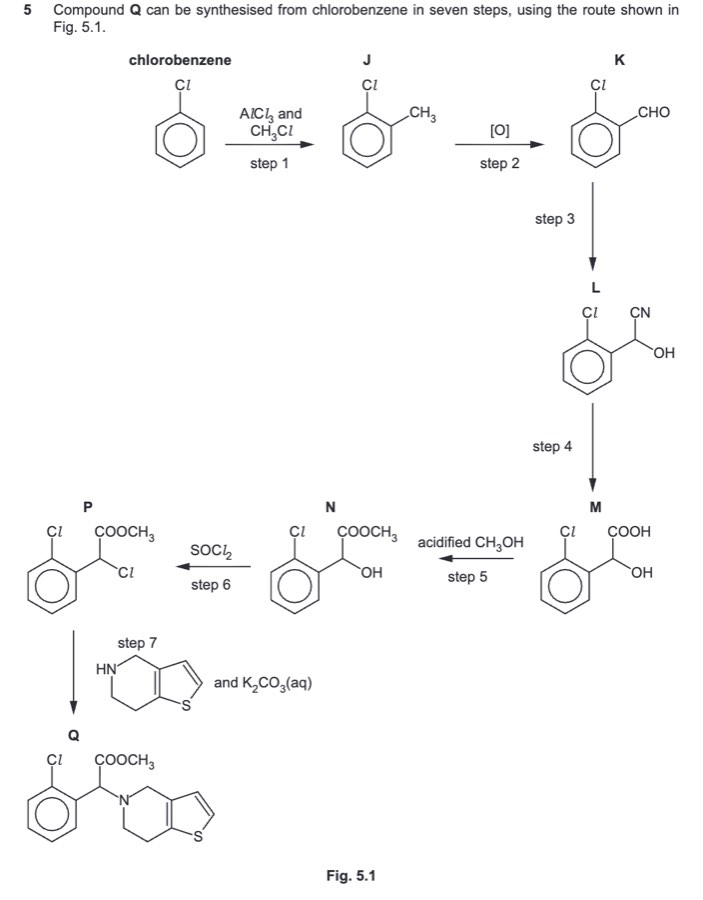 5 Compound Q can be synthesised from chlorobenzene in seven steps, using the route shown in
Fig. 5.1.
chlorobenzene
Cl
AlCl₃ and
CH₃Cl
step 1
J
Cl
CH₃
[O]
step 2
K
Cl
CHO
step 3
L
Cl
CN
OH
step 4
M
Cl
COOH
OH
acidified CH₃OH
step 5
N
Cl
COOCH₃
OH
SOCl₂
step 6
P
Cl
COOCH₃
Cl
step 7
HN
S
and K₂CO₃(aq)
Q
Cl
COOCH₃
N
S
Fig. 5.1